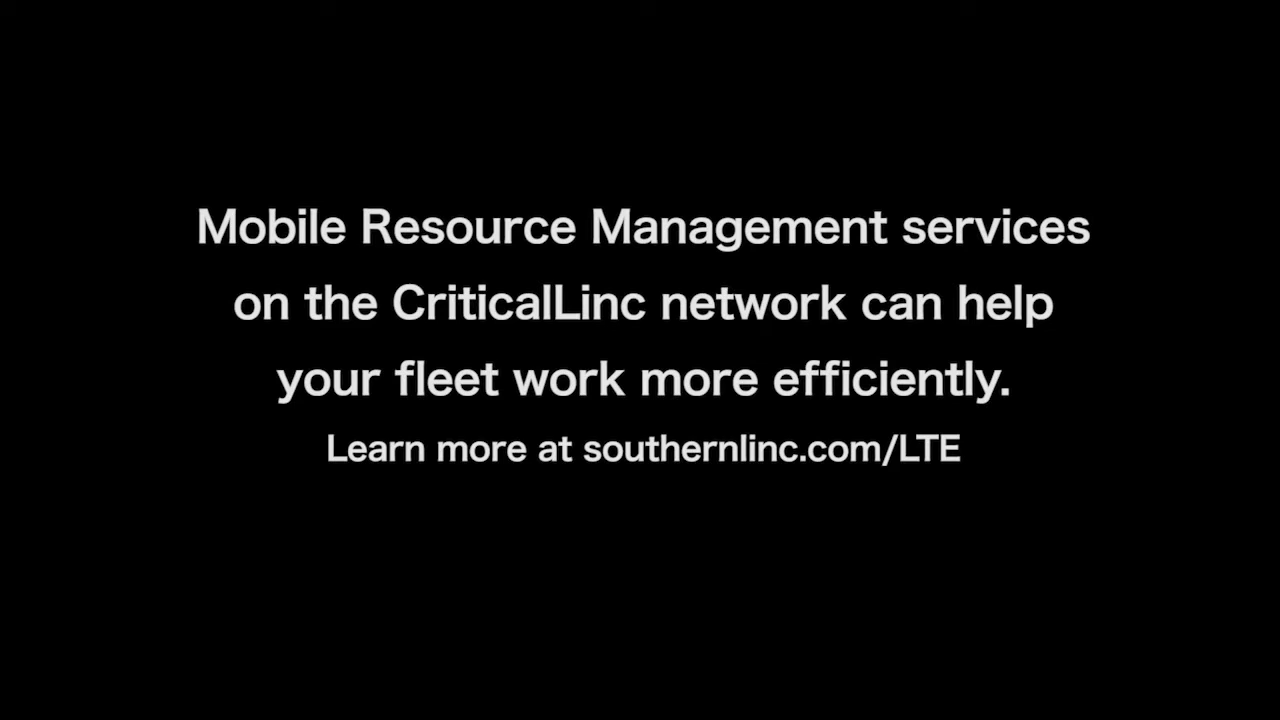 Mobile Resource Management services
on the CriticalLinc network can help
your fleet work more efficiently.
Learn more at southernlinc.com/LTE